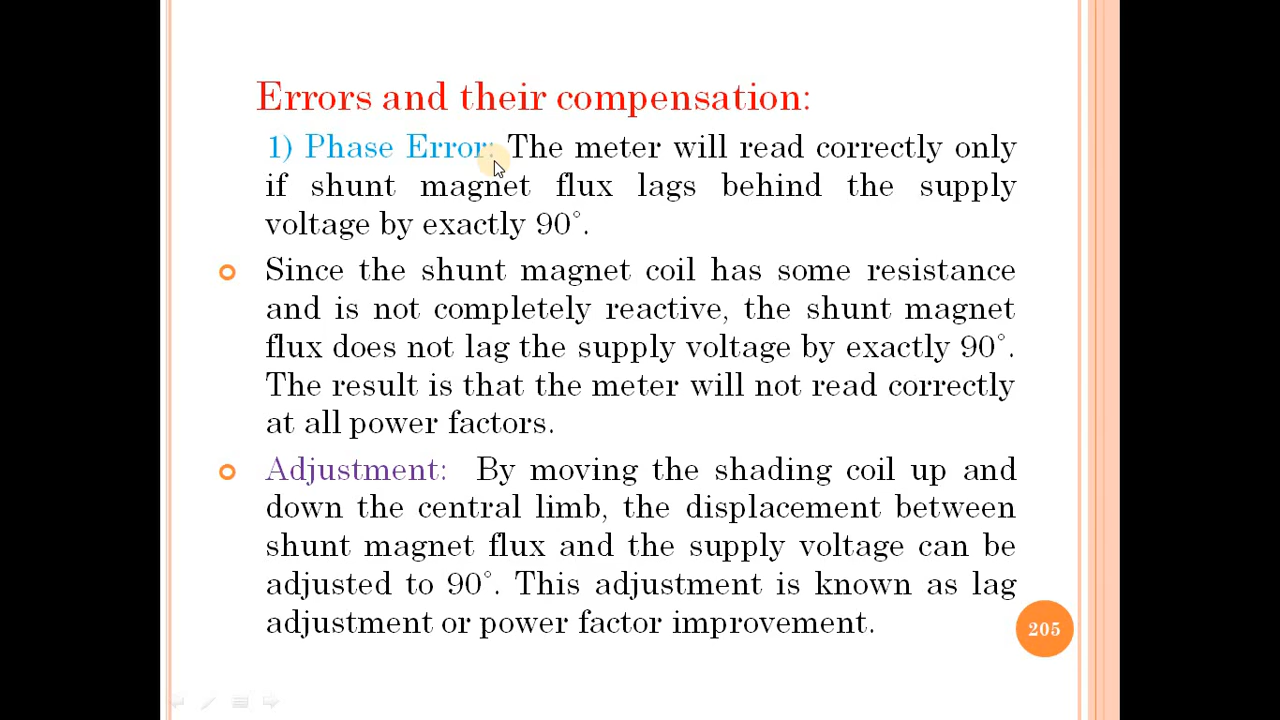 Errors and their compensation:
1) Phase Error: The meter will read correctly only
if shunt magnet flux lags behind the supply
voltage by exactly 90°.
Since the shunt magnet coil has some resistance
and is not completely reactive, the shunt magnet
flux does not lag the supply voltage by exactly 90°.
The result is that the meter will not read correctly
at all power factors.
Adjustment: By moving the shading coil up and
down the central limb, the displacement between
shunt magnet flux and the supply voltage can be
adjusted to 90°. This adjustment is known as lag
adjustment or power factor improvement.
205